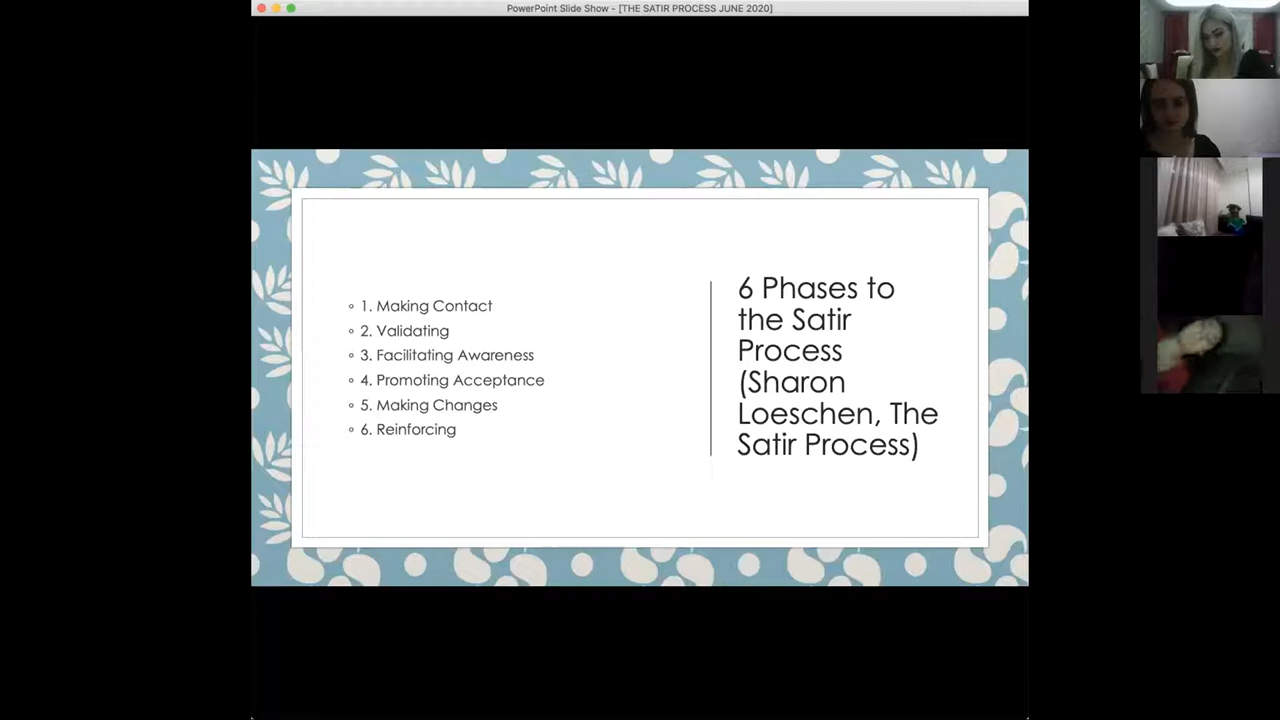 PowerPoint Slide Show - [THE SATIR PROCESS JUNE 2020]
1. Making Contact
2. Validating
3. Facilitating Awareness
4. Promoting Acceptance
5. Making Changes
6. Reinforcing
6 Phases to
the Satir
Process
(Sharon
Loeschen, The
Satir Process)